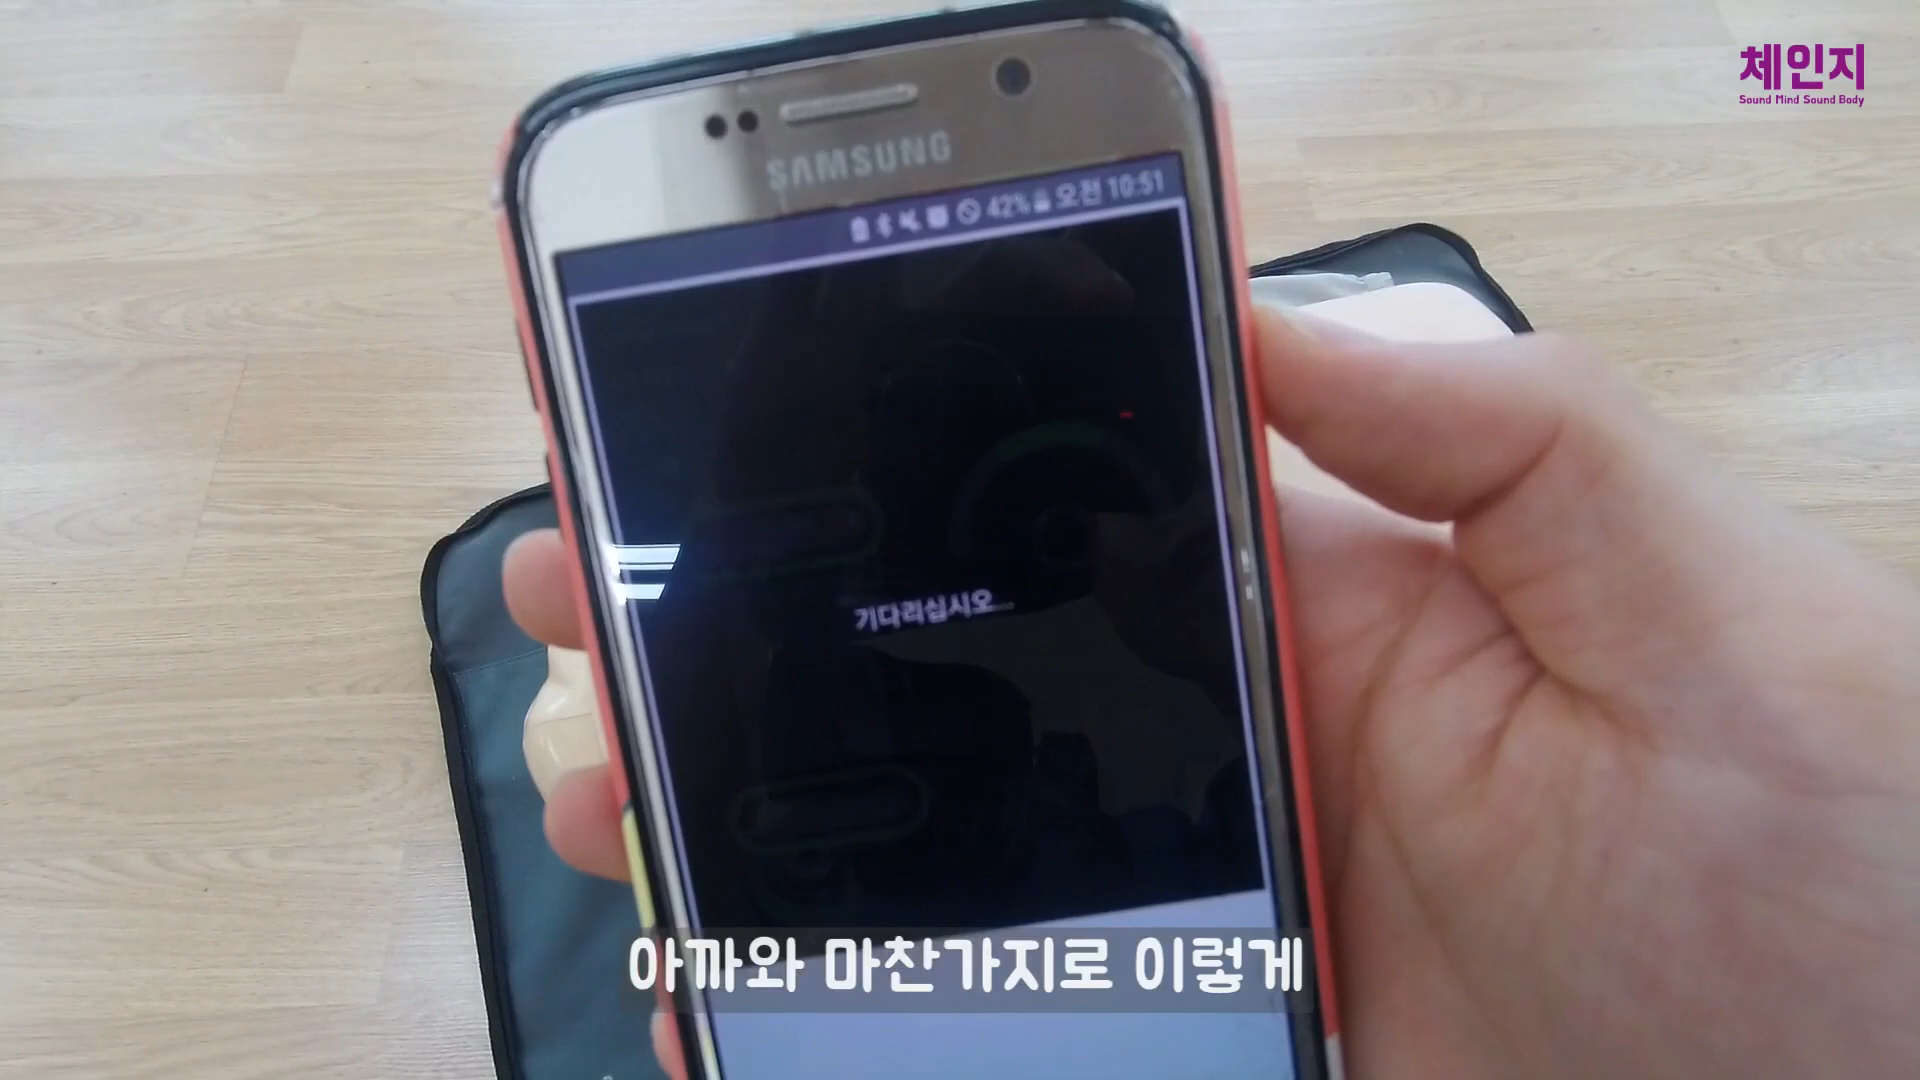 체인지
Sound Mind Sound Body
SAMSUNG
42% 오전 10:51
기다리십시오...
아까와 마찬가지로 이렇게